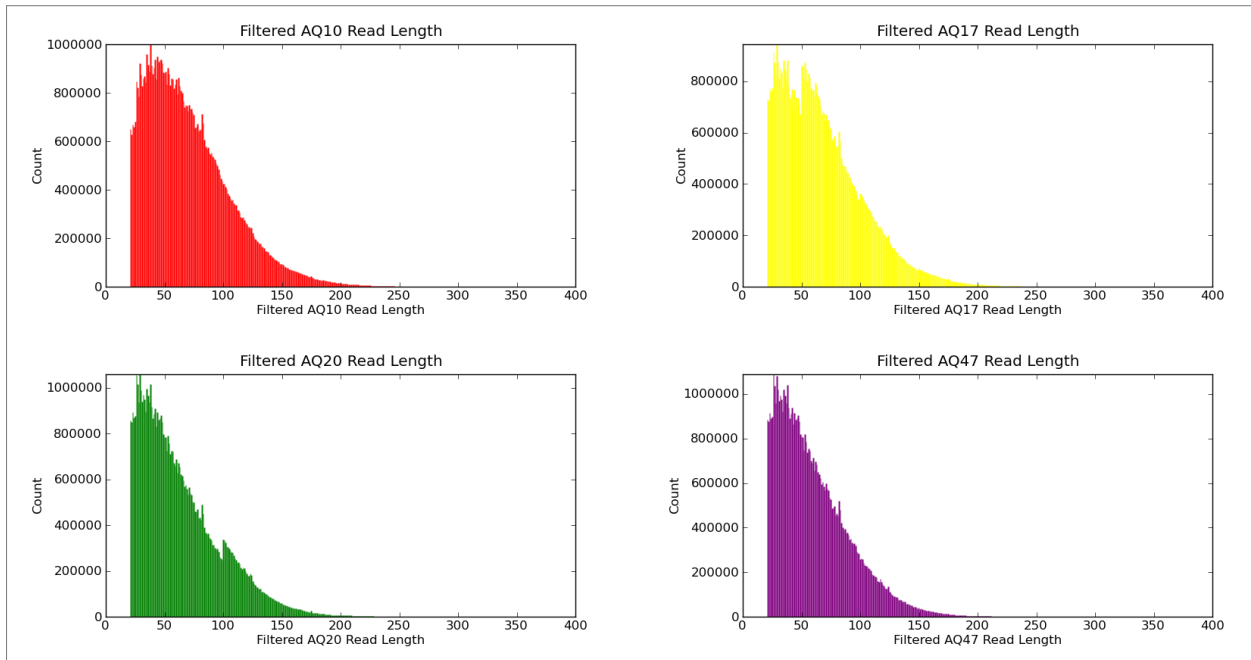 Filtered AQ10 Read Length
1000000
800000
600000
400000
200000
0
Count
0 50 100 150 200 250 300 350 400
Filtered AQ10 Read Length
Filtered AQ17 Read Length
800000
600000
400000
200000
0
Count
0 50 100 150 200 250 300 350 400
Filtered AQ17 Read Length
Filtered AQ20 Read Length
1000000
800000
600000
400000
200000
0
Count
0 50 100 150 200 250 300 350 400
Filtered AQ20 Read Length
Filtered AQ47 Read Length
1000000
800000
600000
400000
200000
0
Count
0 50 100 150 200 250 300 350 400
Filtered AQ47 Read Length